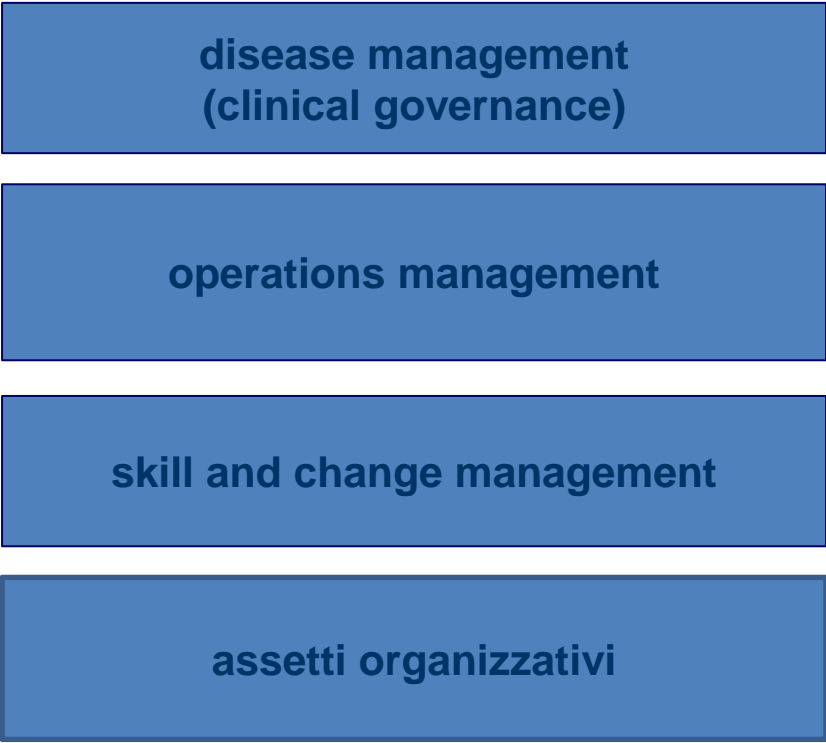 disease management
(clinical governance)
operations management
skill and change management
assetti organizzativi